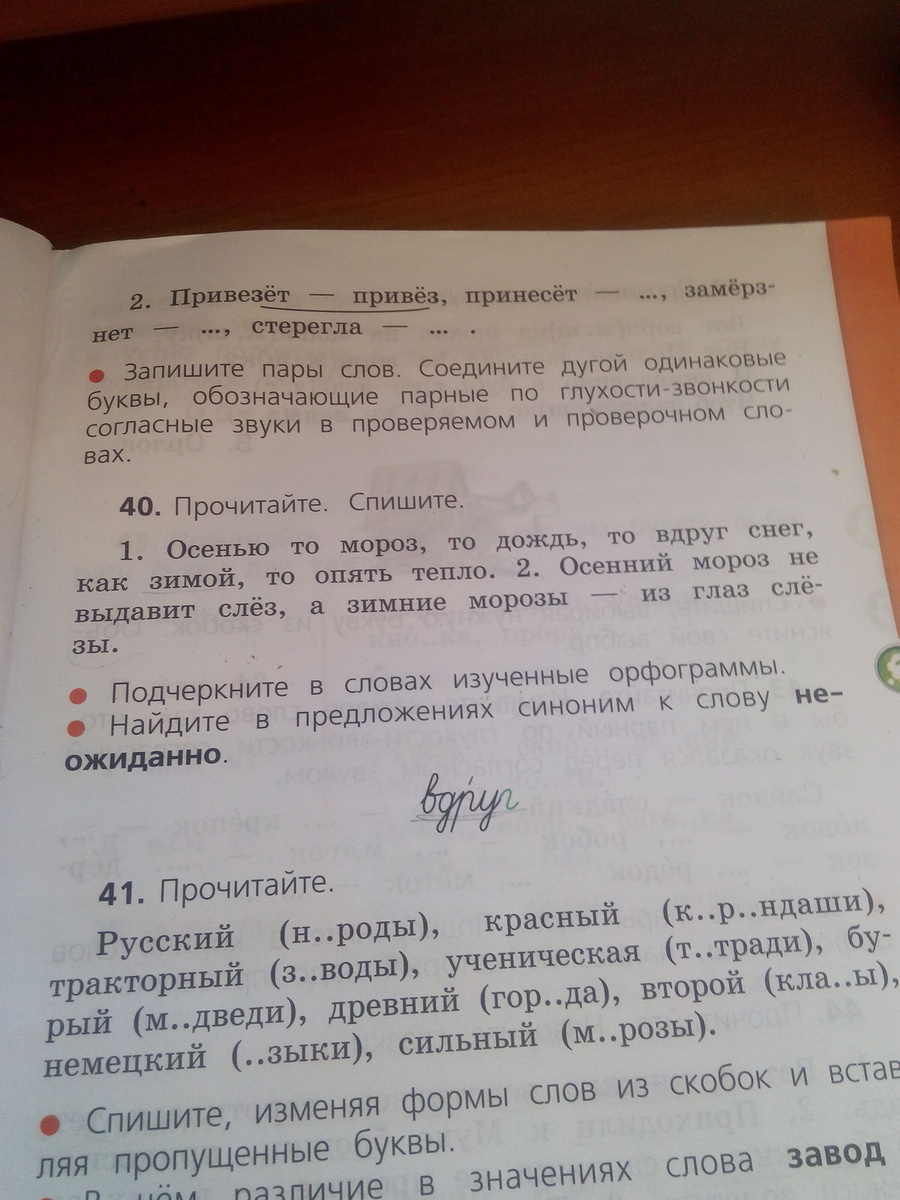 2. Привезёт — привёз, принесёт — ..., замёрз-
нет — ..., стерегла — ... .
● Запишите пары слов. Соедините дугой одинаковые
буквы, обозначающие парные по глухости-звонкости
согласные звуки в проверяемом и проверочном сло-
вах.
40. Прочитайте. Спишите.
1. Осенью то мороз, то дождь, то вдруг снег,
как зимой, то опять тепло. 2. Осенний мороз не
выдавит слёз, а зимние морозы — из глаз слё-
зы.
● Подчеркните в словах изученные орфограммы.
● Найдите в предложениях синоним к слову не-
ожиданно.
вдруг
41. Прочитайте.
Русский (н..роды), красный (к..р..ндаши),
тракторный (з..воды), ученическая (т..тради), бу-
рый (м..дведи), древний (гор..да), второй (кла..ы),
немецкий (..зыки), сильный (м..розы).
● Спишите, изменяя формы слов из скобок и встав
ляя пропущенные буквы.
В чём различие в значениях слова завод